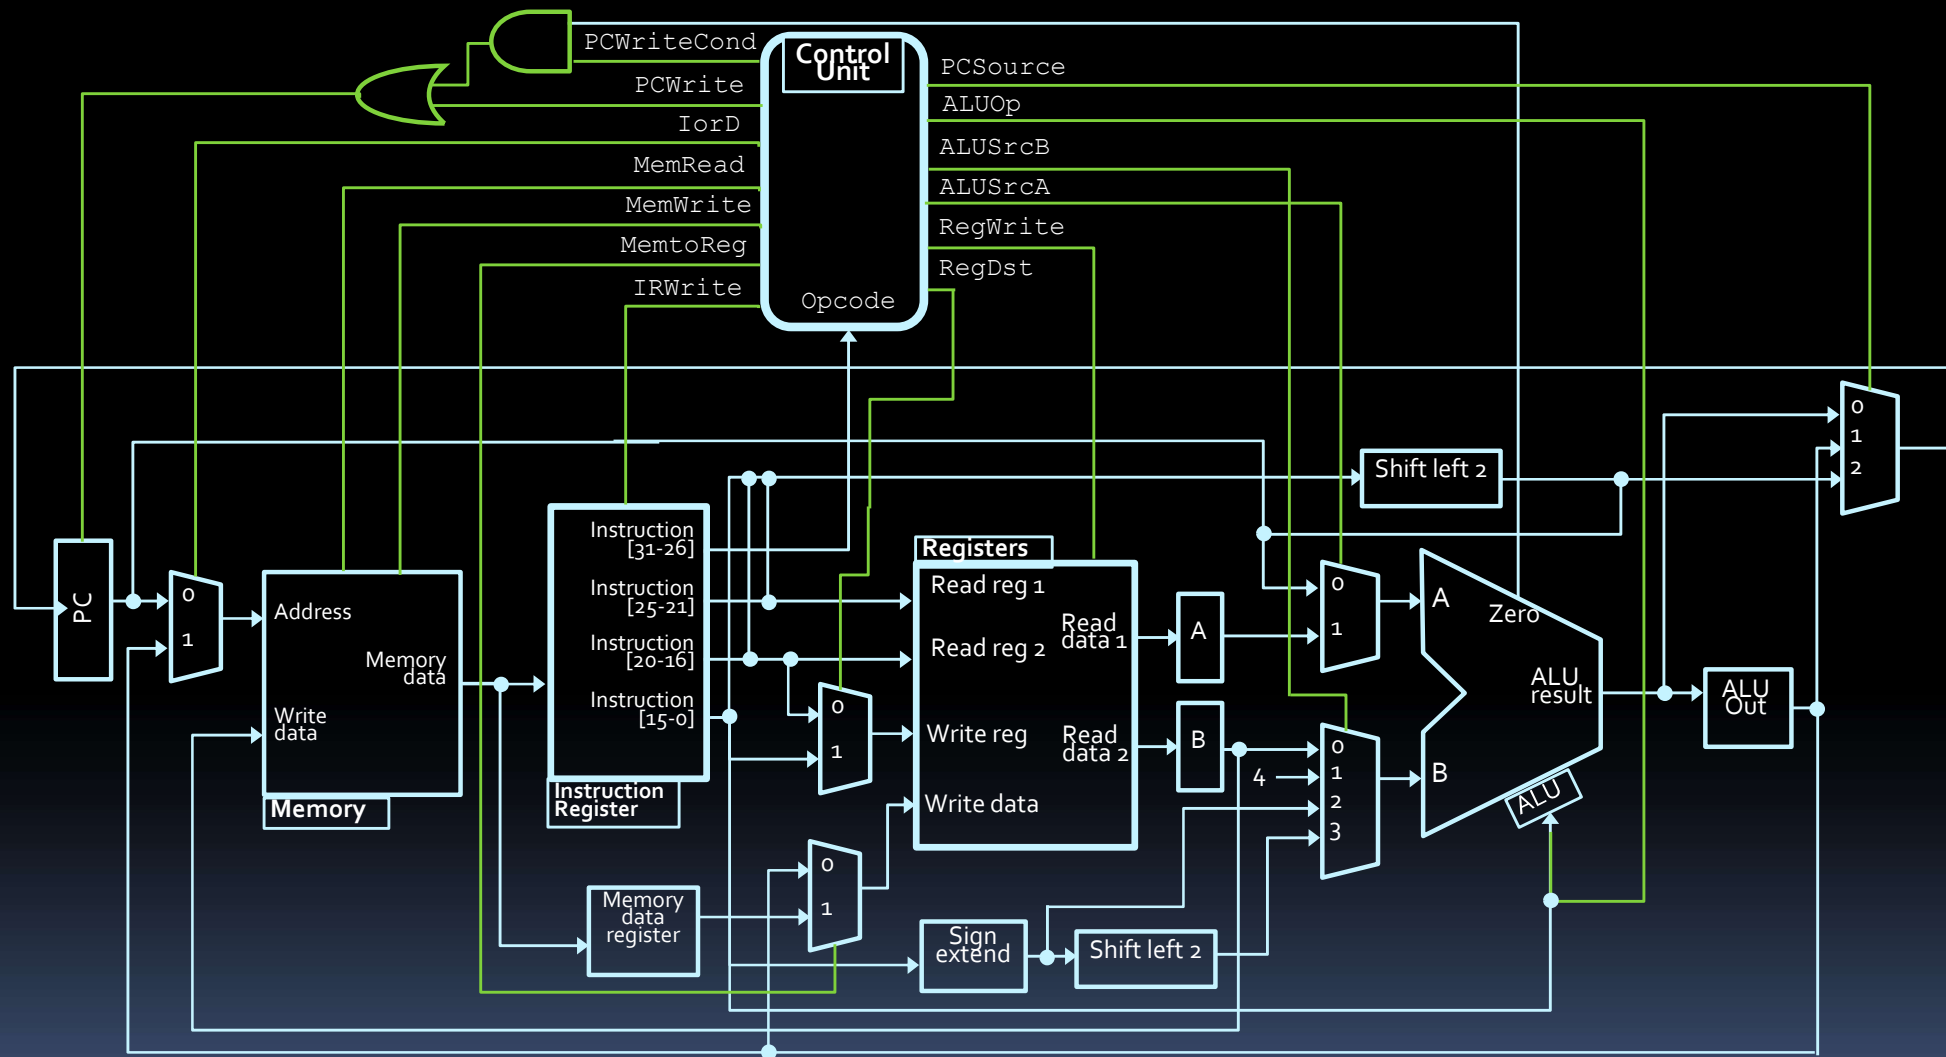 PCWriteCond
PCWrite
IorD
MemRead
MemWrite
MemtoReg
IRWrite
Control
Unit
Opcode
PCSource
ALUOp
ALUSrcB
ALUSrcA
RegWrite
RegDst
PC
0
1
Address
Memory
data
Write
data
Memory
Instruction
[31-26]
Instruction
[25-21]
Instruction
[20-16]
Instruction
[15-0]
Instruction
Register
Memory
data
register
0
1
0
1
Registers
Read reg 1
Read reg 2
Write reg
Write data
Read
data 1
Read
data 2
Sign
extend
Shift left 2
A
B
4
Shift left 2
0
1
0
1
2
3
A
B
Zero
ALU
result
ALU
ALU
Out
0
1
2